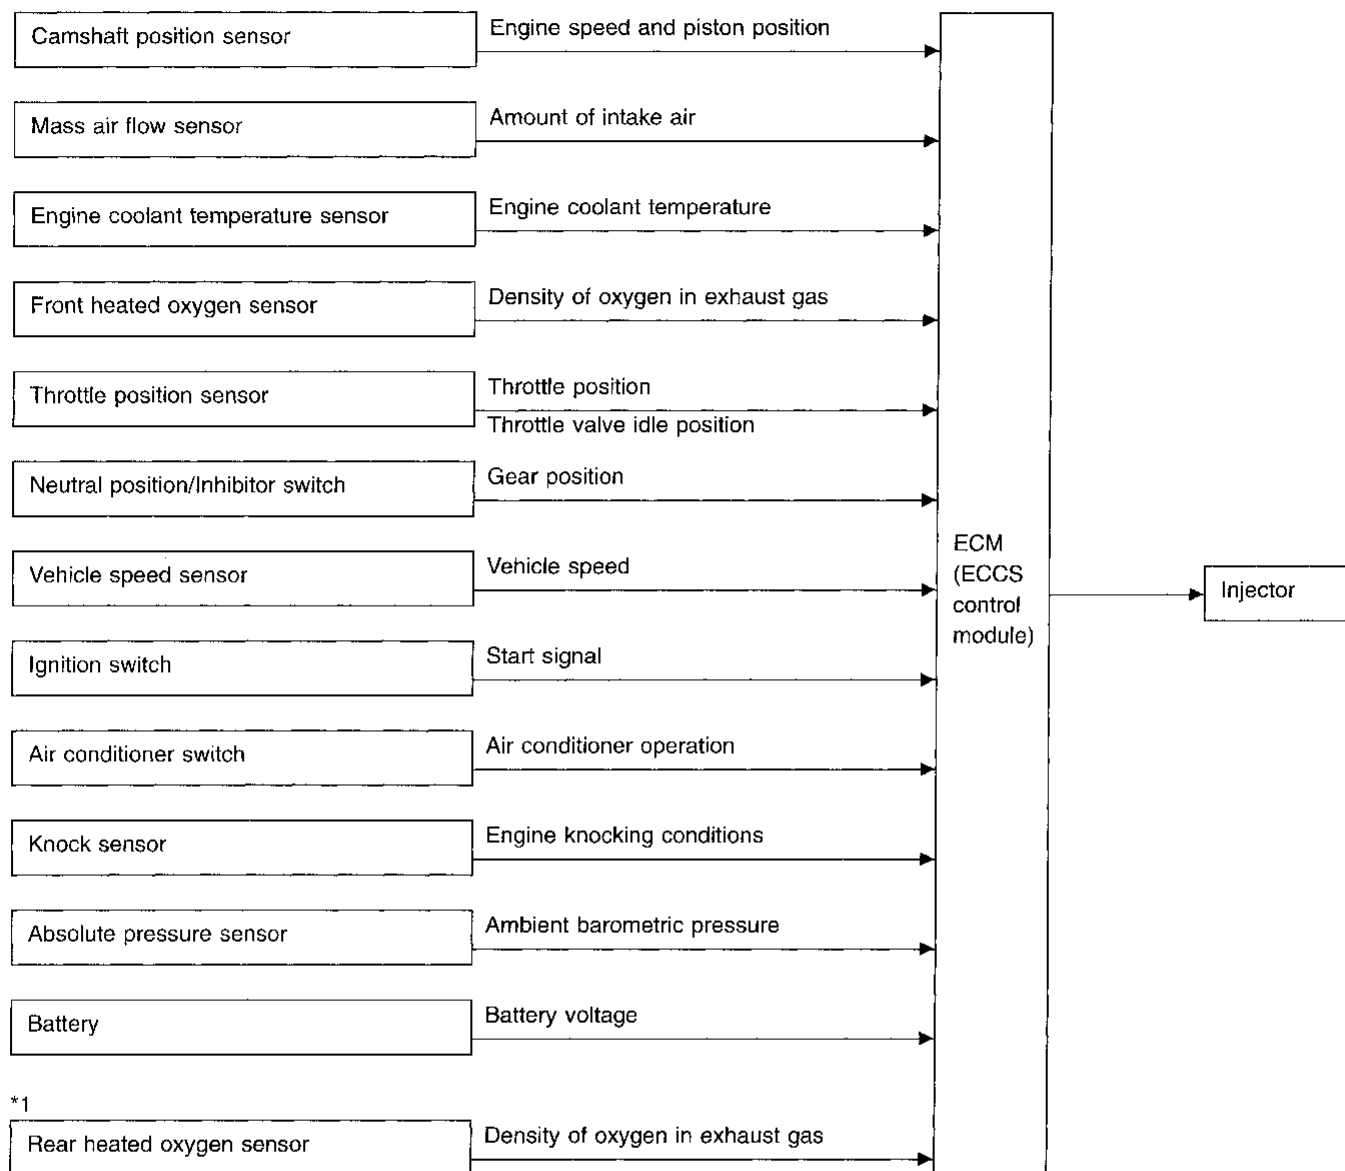 Camshaft position sensor
Engine speed and piston position
Mass air flow sensor
Amount of intake air
Engine coolant temperature sensor
Engine coolant temperature
Front heated oxygen sensor
Density of oxygen in exhaust gas
Throttle position sensor
Throttle position
Throttle valve idle position
Neutral position/Inhibitor switch
Gear position
Vehicle speed sensor
Vehicle speed
Ignition switch
Start signal
Air conditioner switch
Air conditioner operation
Knock sensor
Engine knocking conditions
Absolute pressure sensor
Ambient barometric pressure
Battery
Battery voltage
*1
Rear heated oxygen sensor
Density of oxygen in exhaust gas
ECM
(ECCS
control
module)
Injector